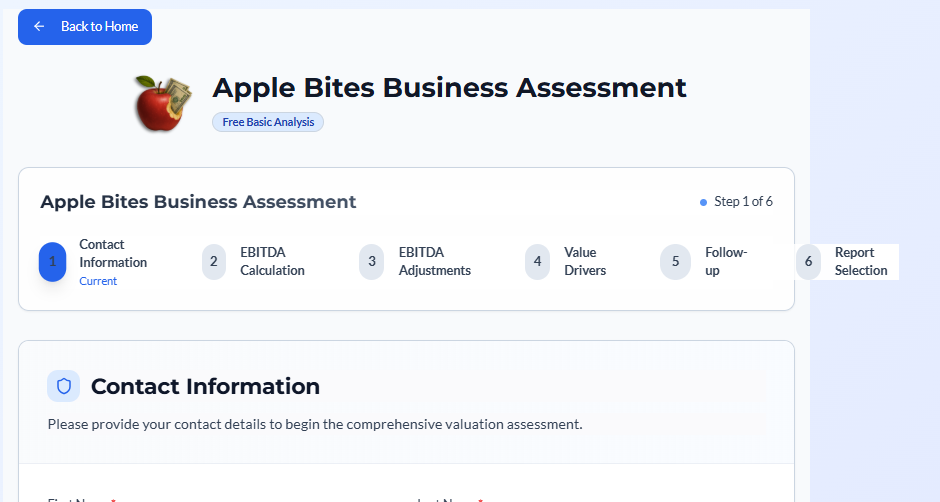 Back to Home
Apple Bites Business Assessment
Free Basic Analysis
Apple Bites Business Assessment
Step 1 of 6
1
Contact
Information
Current
2
EBITDA
Calculation
3
EBITDA
Adjustments
4
Value
Drivers
5
Follow-
up
6
Report
Selection
Contact Information
Please provide your contact details to begin the comprehensive valuation assessment.